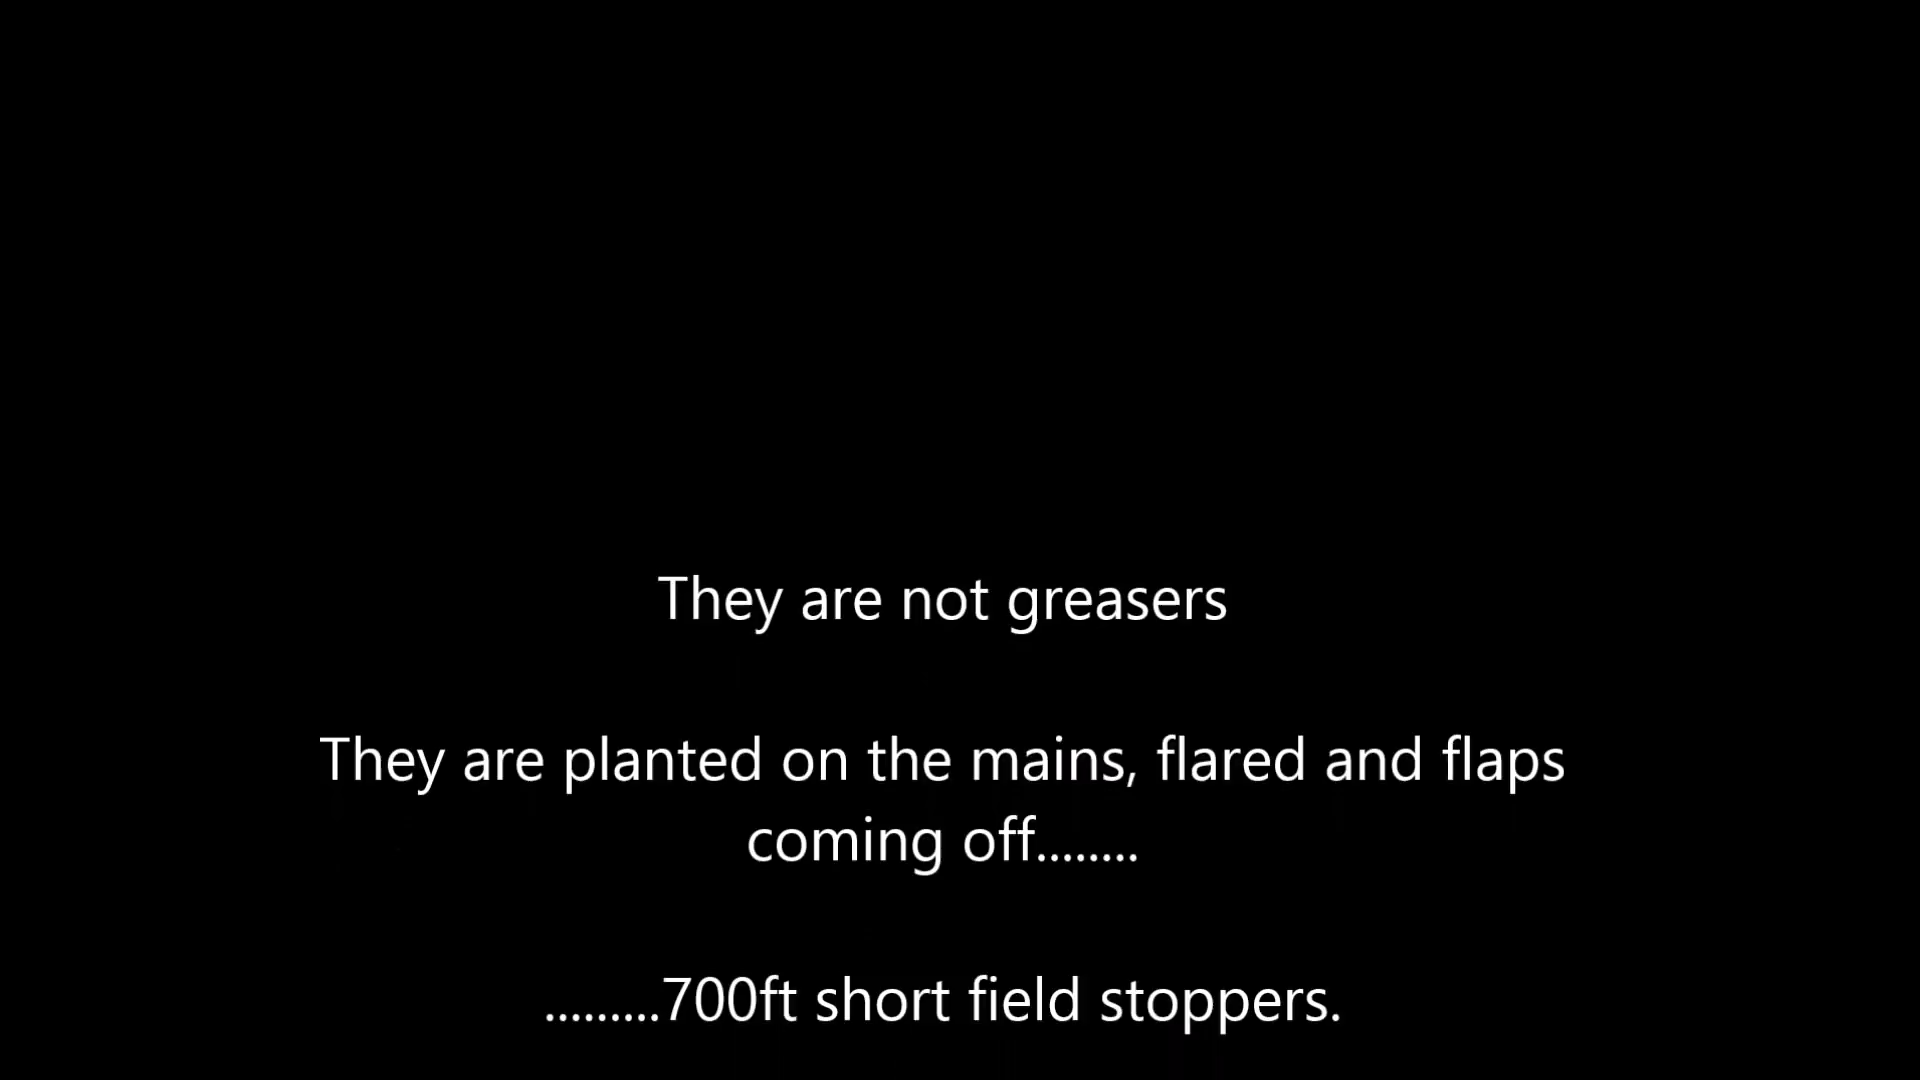 They are not greasers
They are planted on the mains, flared and flaps
coming off........
.........700ft short field stoppers.